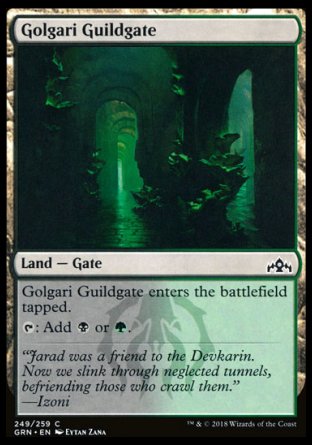 Golgari Guildgate
Land — Gate
Golgari Guildgate enters the battlefield
tapped.
: Add or .
"Jarad was a friend to the Devkarin.
Now we slink through neglected tunnels,
befriending those who crawl them."
—Izoni
249/259 C
GRN • EN Eytan Zana
™ & © 2018 Wizards of the Coast